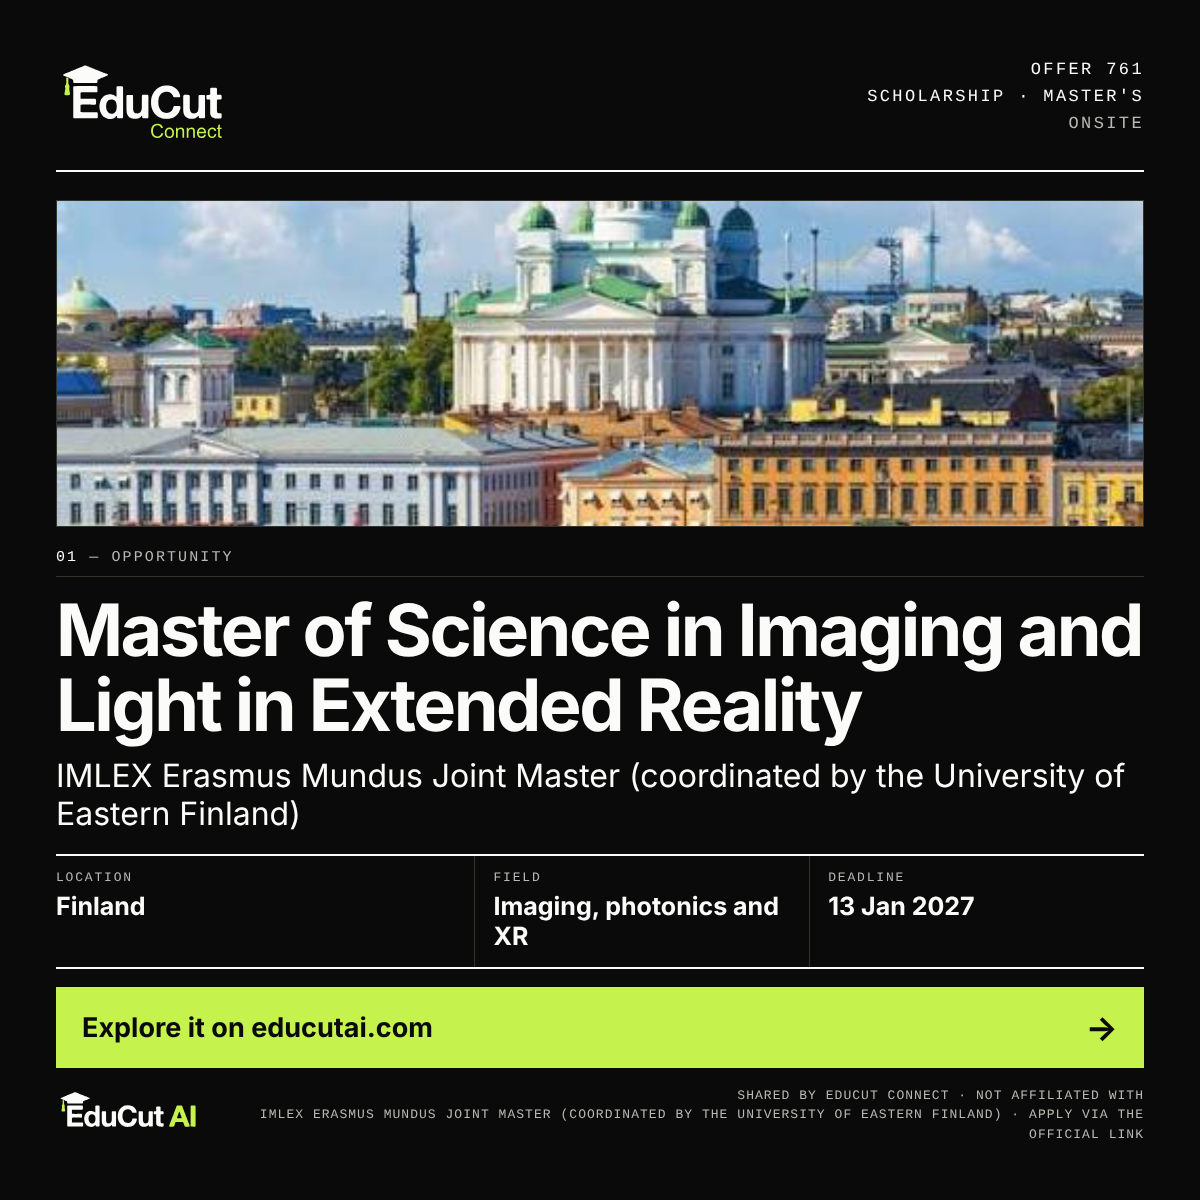 EduCut
Connect
OFFER 761
SCHOLARSHIP · MASTER'S
ONSITE
01 — OPPORTUNITY
Master of Science in Imaging and
Light in Extended Reality
IMLEX Erasmus Mundus Joint Master (coordinated by the University of
Eastern Finland)
LOCATION
Finland
FIELD
Imaging, photonics and
XR
DEADLINE
13 Jan 2027
Explore it on educutai.com →
EduCut AI
SHARED BY EDUCUT CONNECT · NOT AFFILIATED WITH
IMLEX ERASMUS MUNDUS JOINT MASTER (COORDINATED BY THE UNIVERSITY OF EASTERN FINLAND) · APPLY VIA THE
OFFICIAL LINK